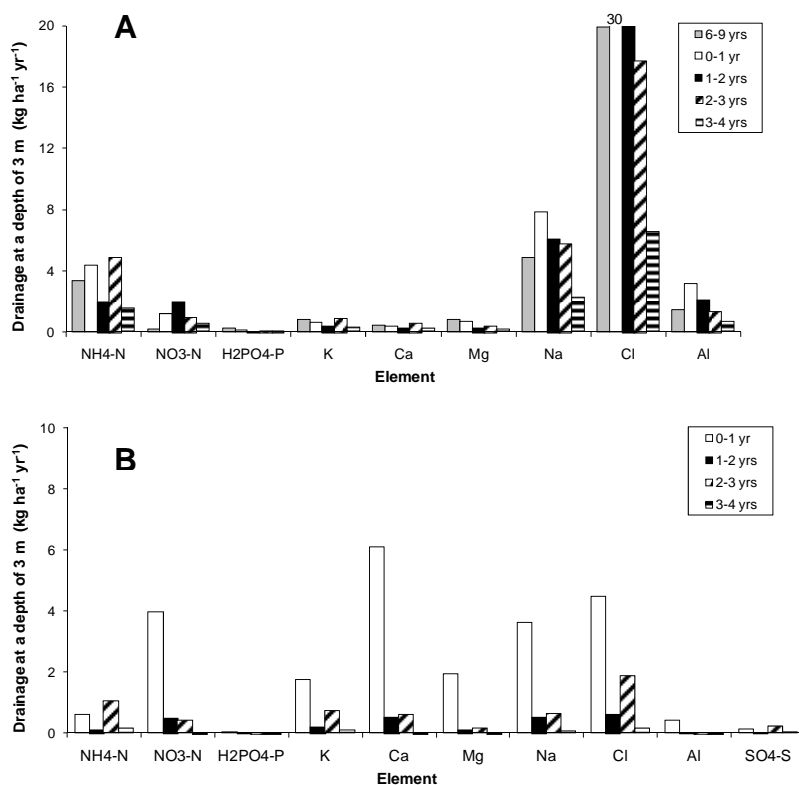 A
30
20
16
12
8
4
0
Drainage at a depth of 3 m (kg ha⁻¹ yr⁻¹)
6-9 yrs
0-1 yr
1-2 yrs
2-3 yrs
3-4 yrs
NH4-N NO3-N H2PO4-P K Ca Mg Na Cl Al
Element
B
10
8
6
4
2
0
Drainage at a depth of 3 m (kg ha⁻¹ yr⁻¹)
0-1 yr
1-2 yrs
2-3 yrs
3-4 yrs
NH4-N NO3-N H2PO4-P K Ca Mg Na Cl Al SO4-S
Element